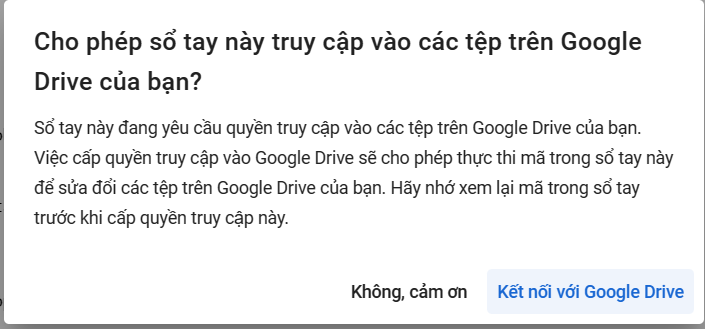 Cho phép sổ tay này truy cập vào các tệp trên Google
Drive của bạn?
Sổ tay này đang yêu cầu quyền truy cập vào các tệp trên Google Drive của bạn.
Việc cấp quyền truy cập vào Google Drive sẽ cho phép thực thi mã trong sổ tay này
để sửa đổi các tệp trên Google Drive của bạn. Hãy nhớ xem lại mã trong sổ tay
trước khi cấp quyền truy cập này.
Không, cảm ơn
Kết nối với Google Drive